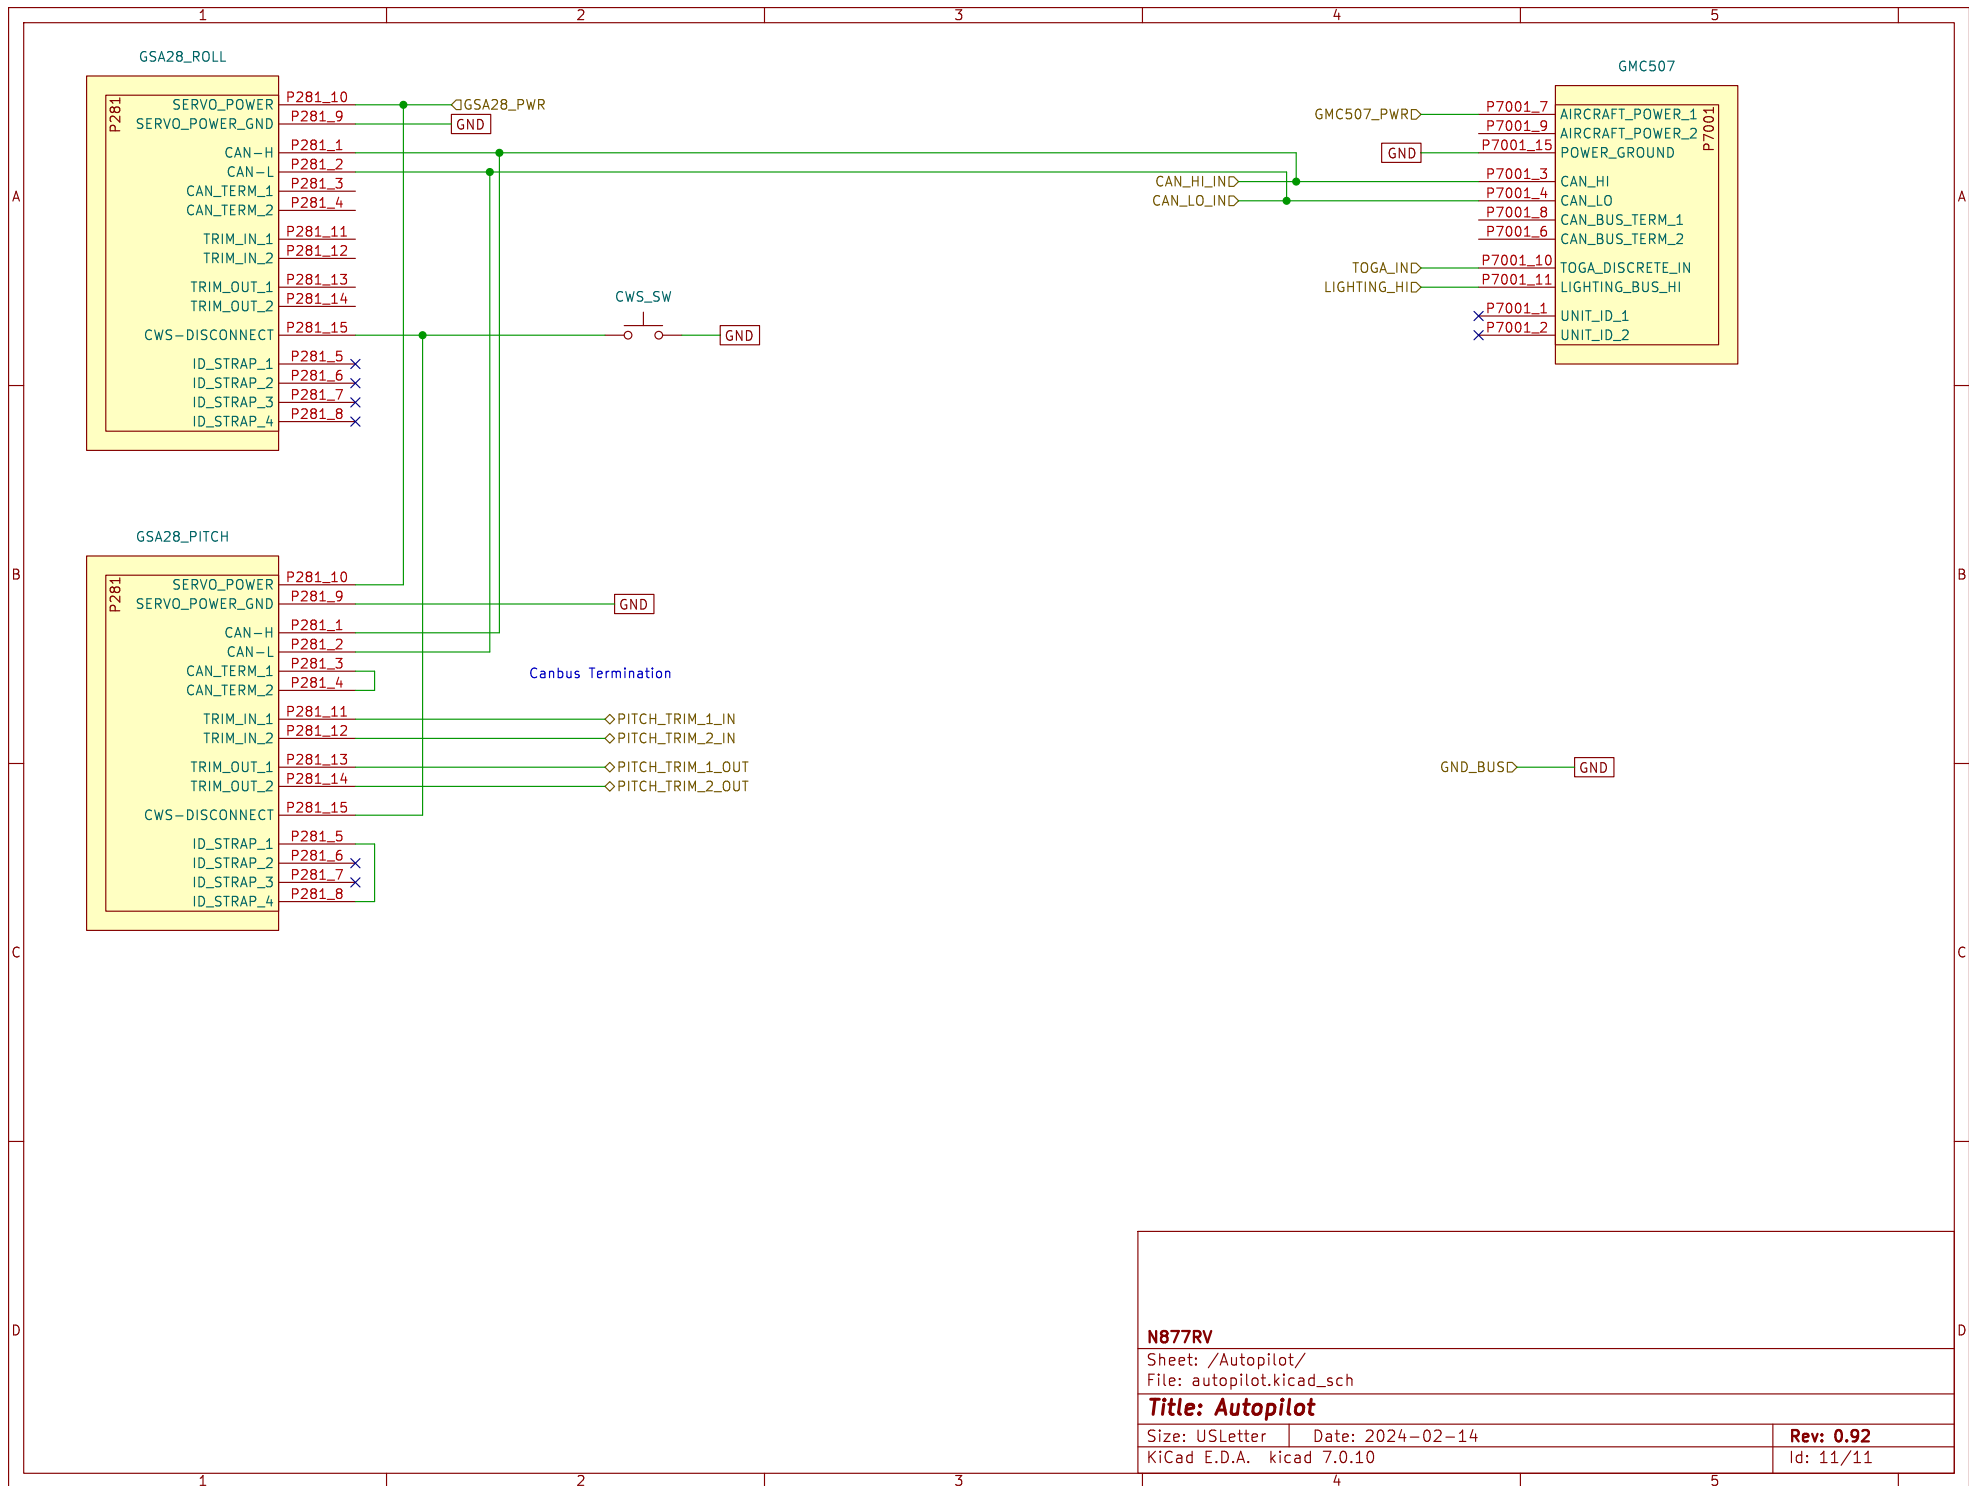 1 2 3 4 5
A
B
C
D
A
B
C
D
1 2 3 4 5
GSA28_ROLL
P281
SERVO_POWER P281_10 GSA28_PWR
SERVO_POWER_GND P281_9 GND
CAN-H P281_1
CAN-L P281_2
CAN_TERM_1 P281_3
CAN_TERM_2 P281_4
TRIM_IN_1 P281_11
TRIM_IN_2 P281_12
TRIM_OUT_1 P281_13
TRIM_OUT_2 P281_14
CWS_SW
CWS-DISCONNECT P281_15 GND
ID_STRAP_1 P281_5
ID_STRAP_2 P281_6
ID_STRAP_3 P281_7
ID_STRAP_4 P281_8
GMC507
P7001
GMC507_PWR P7001_7 AIRCRAFT_POWER_1
P7001_9 AIRCRAFT_POWER_2
GND P7001_15 POWER_GROUND
CAN_HI_IN P7001_3 CAN_HI
CAN_LO_IN P7001_4 CAN_LO
P7001_8 CAN_BUS_TERM_1
P7001_6 CAN_BUS_TERM_2
TOGA_IN P7001_10 TOGA_DISCRETE_IN
LIGHTING_HI P7001_11 LIGHTING_BUS_HI
P7001_1 UNIT_ID_1
P7001_2 UNIT_ID_2
GSA28_PITCH
P281
SERVO_POWER P281_10
SERVO_POWER_GND P281_9 GND
CAN-H P281_1
CAN-L P281_2
CAN_TERM_1 P281_3
Canbus Termination
CAN_TERM_2 P281_4
TRIM_IN_1 P281_11 PITCH_TRIM_1_IN
TRIM_IN_2 P281_12 PITCH_TRIM_2_IN
TRIM_OUT_1 P281_13 PITCH_TRIM_1_OUT
TRIM_OUT_2 P281_14 PITCH_TRIM_2_OUT
CWS-DISCONNECT P281_15
ID_STRAP_1 P281_5
ID_STRAP_2 P281_6
ID_STRAP_3 P281_7
ID_STRAP_4 P281_8
GND_BUS GND
N877RV
Sheet: /Autopilot/
File: autopilot.kicad_sch
Title: Autopilot
Size: USLetter Date: 2024-02-14 Rev: 0.92
KiCad E.D.A. kicad 7.0.10 Id: 11/11